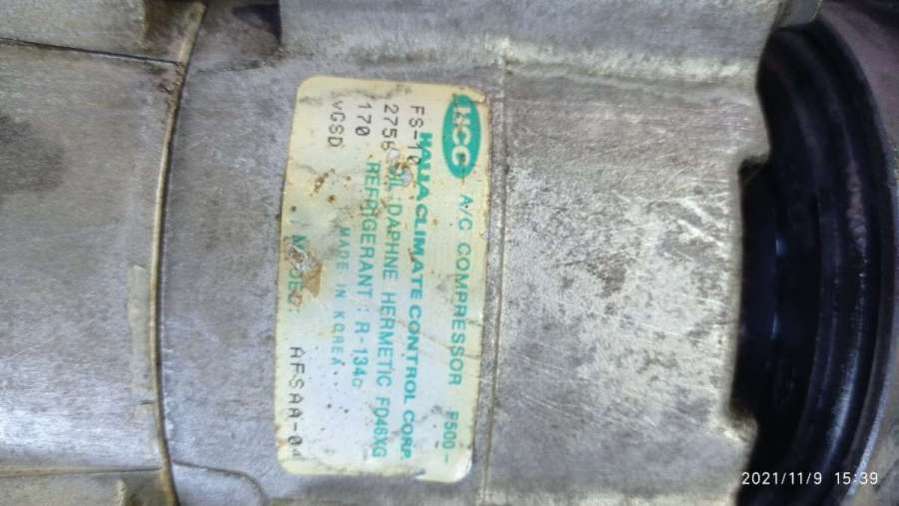 HCC A/C COMPRESSOR F500-
HALLA CLIMATE CONTROL CORP.
FS-10
OIL:DAPHNE HERMETIC FD46XG
2756
REFRIGERANT: R-134a
170
MADE IN KOREA
VGSD
AFSAA-04
2021/11/9 15:39